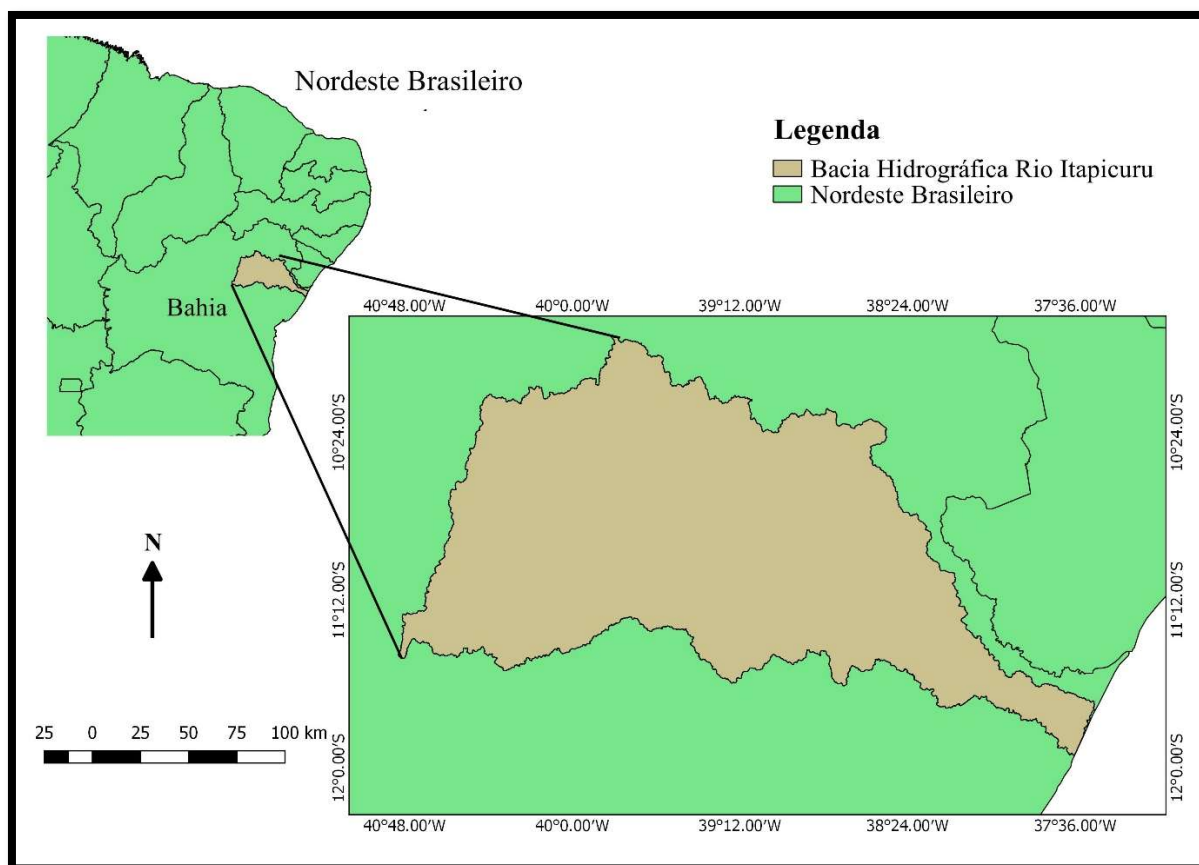 Nordeste Brasileiro
Bahia
Legenda
Bacia Hidrográfica Rio Itapicuru
Nordeste Brasileiro
40°48.00'W 40°0.00'W 39°12.00'W 38°24.00'W 37°36.00'W
10°24.00'S
11°12.00'S
12°0.00'S
10°24.00'S
11°12.00'S
12°0.00'S
40°48.00'W 40°0.00'W 39°12.00'W 38°24.00'W 37°36.00'W
N
25 0 25 50 75 100 km